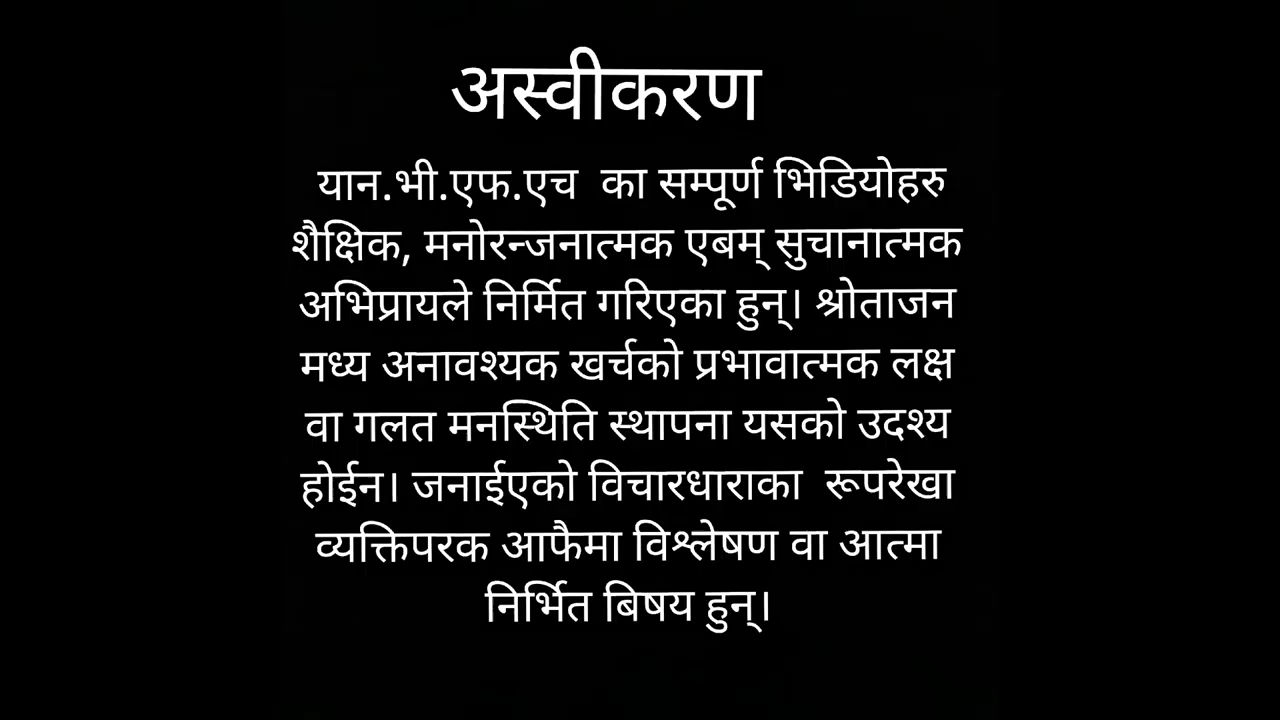 अस्वीकरण
यान.भी.एफ.एच का सम्पूर्ण भिडियोहरु
शैक्षिक, मनोरन्जनात्मक एबम् सुचानात्मक
अभिप्रायले निर्मित गरिएका हुन्। श्रोताजन
मध्य अनावश्यक खर्चको प्रभावात्मक लक्ष
वा गलत मनस्थिति स्थापना यसको उदश्य
होईन। जनाईएको विचारधाराका रूपरेखा
व्यक्तिपरक आफैमा विश्लेषण वा आत्मा
निर्भित बिषय हुन्।